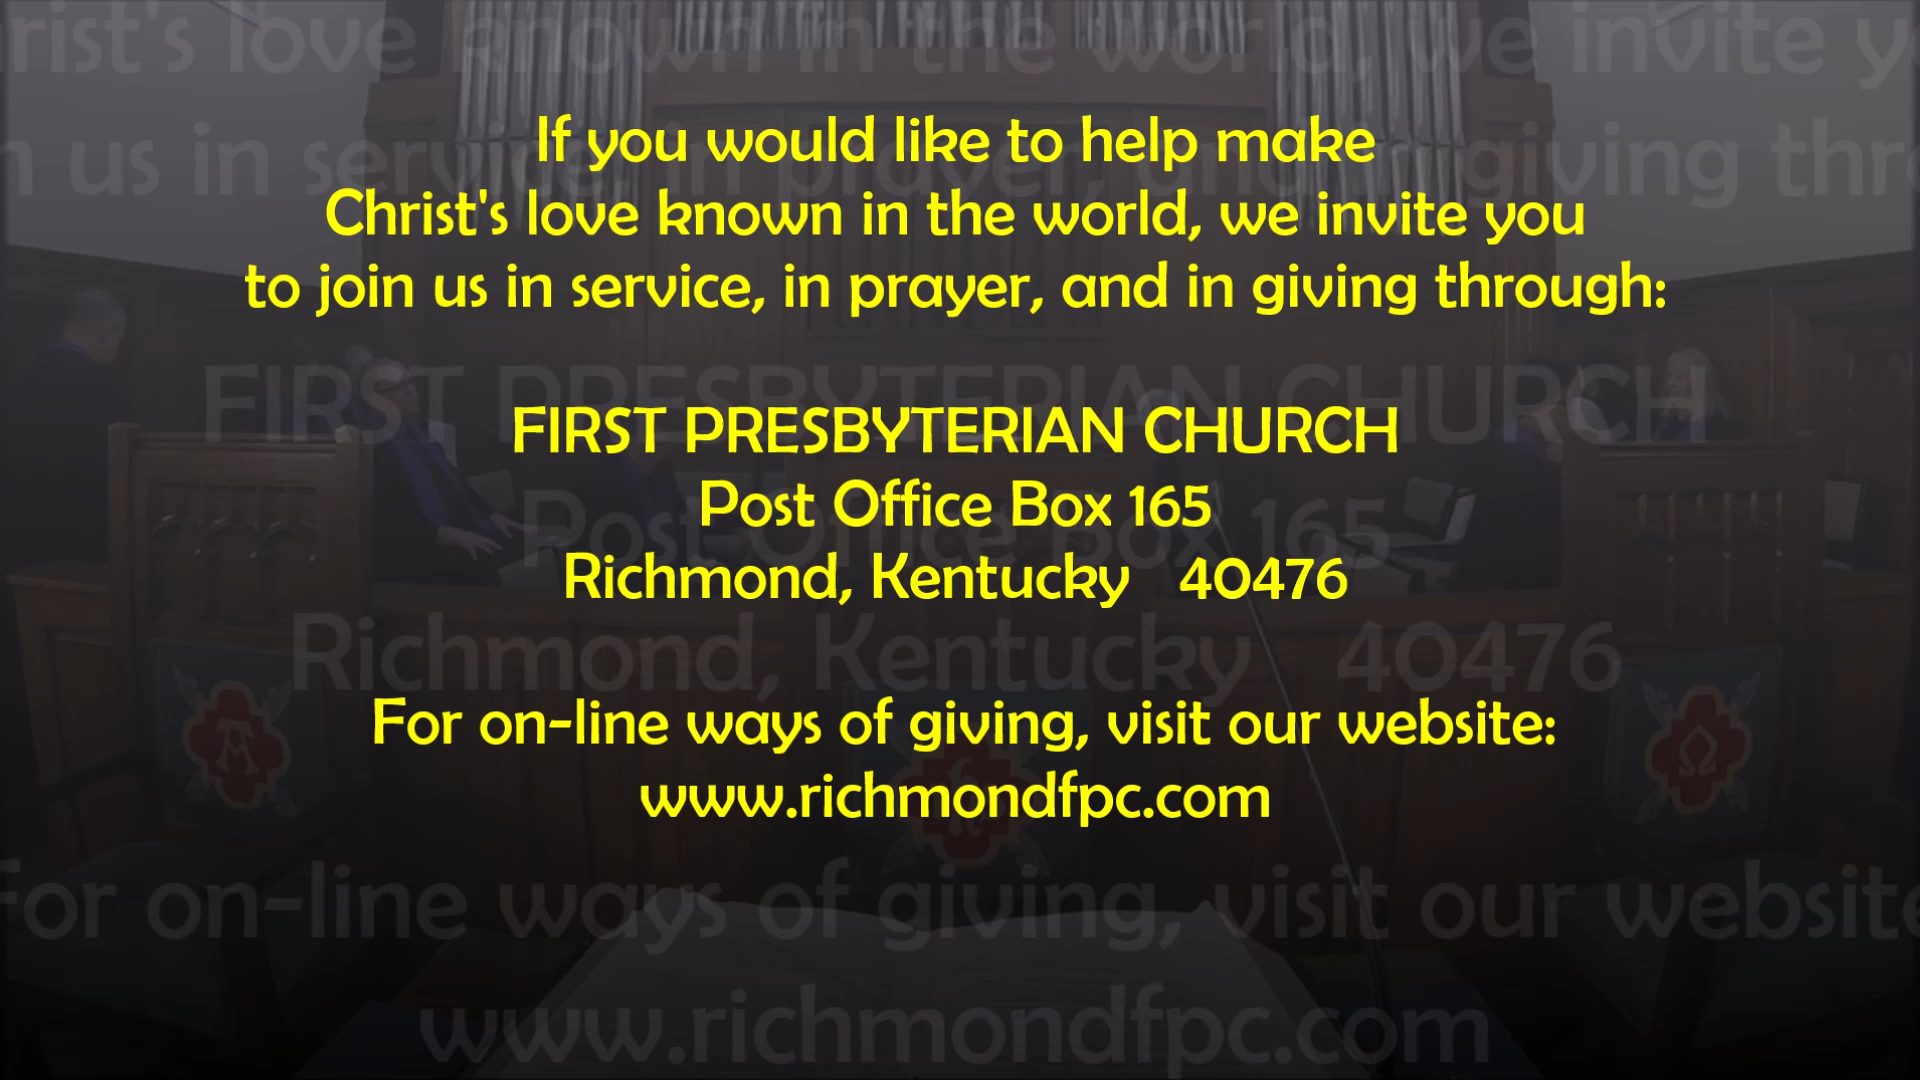 If you would like to help make
Christ's love known in the world, we invite you
to join us in service, in prayer, and in giving through:
FIRST PRESBYTERIAN CHURCH
Post Office Box 165
Richmond, Kentucky 40476
For on-line ways of giving, visit our website:
www.richmondfpc.com